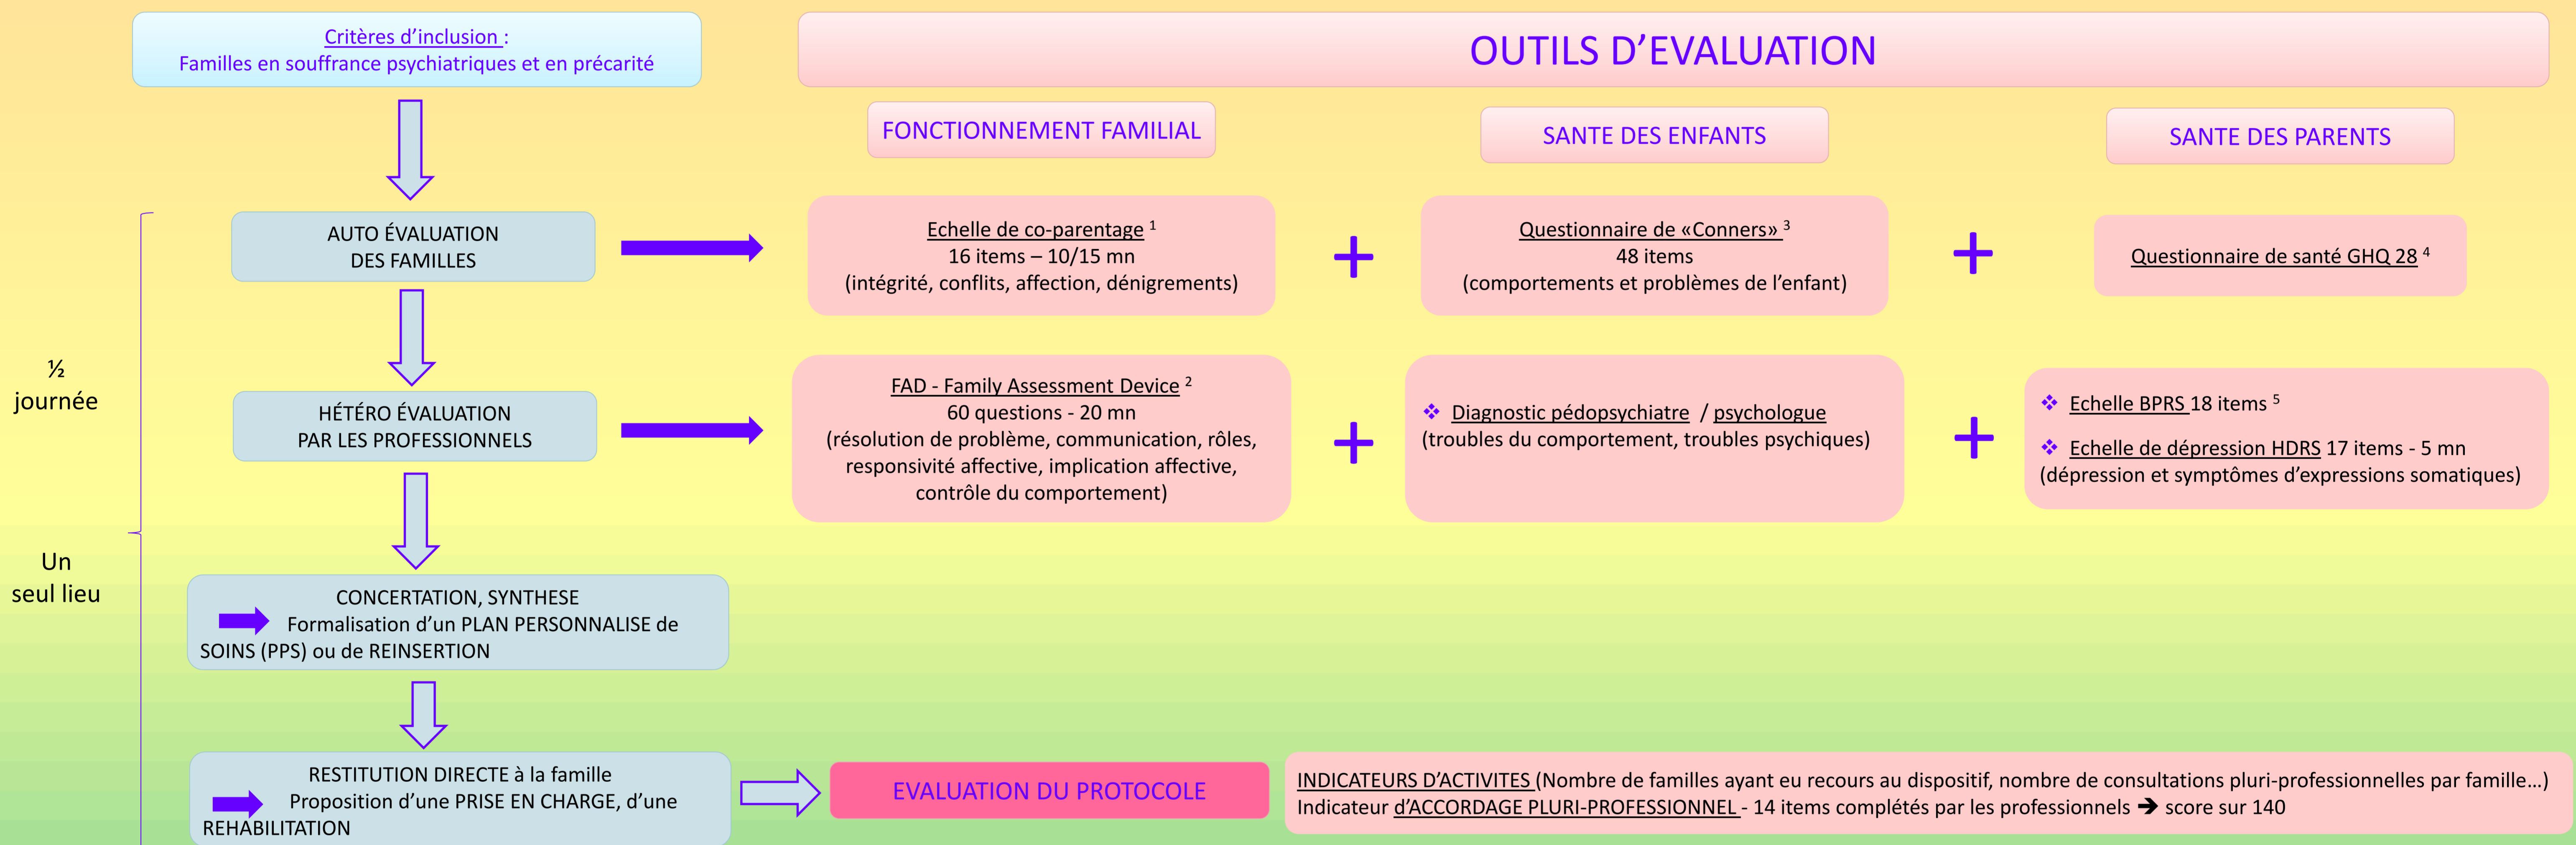 Critères d’inclusion :
Familles en souffrance psychiatriques et en précarité
OUTILS D’EVALUATION
FONCTIONNEMENT FAMILIAL
SANTE DES ENFANTS
SANTE DES PARENTS
AUTO ÉVALUATION
DES FAMILLES
Echelle de co-parentage 1
16 items – 10/15 mn
(intégrité, conflits, affection, dénigrements)
+
Questionnaire de «Conners» 3
48 items
(comportements et problèmes de l’enfant)
+
Questionnaire de santé GHQ 28 4
½
journée
HÉTÉRO ÉVALUATION
PAR LES PROFESSIONNELS
FAD - Family Assessment Device 2
60 questions - 20 mn
(résolution de problème, communication, rôles,
responsivité affective, implication affective,
contrôle du comportement)
+
❖ Diagnostic pédopsychiatre / psychologue
(troubles du comportement, troubles psychiques)
+
❖ Echelle BPRS 18 items 5
❖ Echelle de dépression HDRS 17 items - 5 mn
(dépression et symptômes d’expressions somatiques)
Un
seul lieu
CONCERTATION, SYNTHESE
Formalisation d’un PLAN PERSONNALISE de
SOINS (PPS) ou de REINSERTION
RESTITUTION DIRECTE à la famille
Proposition d’une PRISE EN CHARGE, d’une
REHABILITATION
EVALUATION DU PROTOCOLE
INDICATEURS D’ACTIVITES (Nombre de familles ayant eu recours au dispositif, nombre de consultations pluri-professionnelles par famille…)
Indicateur d’ACCORDAGE PLURI-PROFESSIONNEL - 14 items complétés par les professionnels ➔ score sur 140